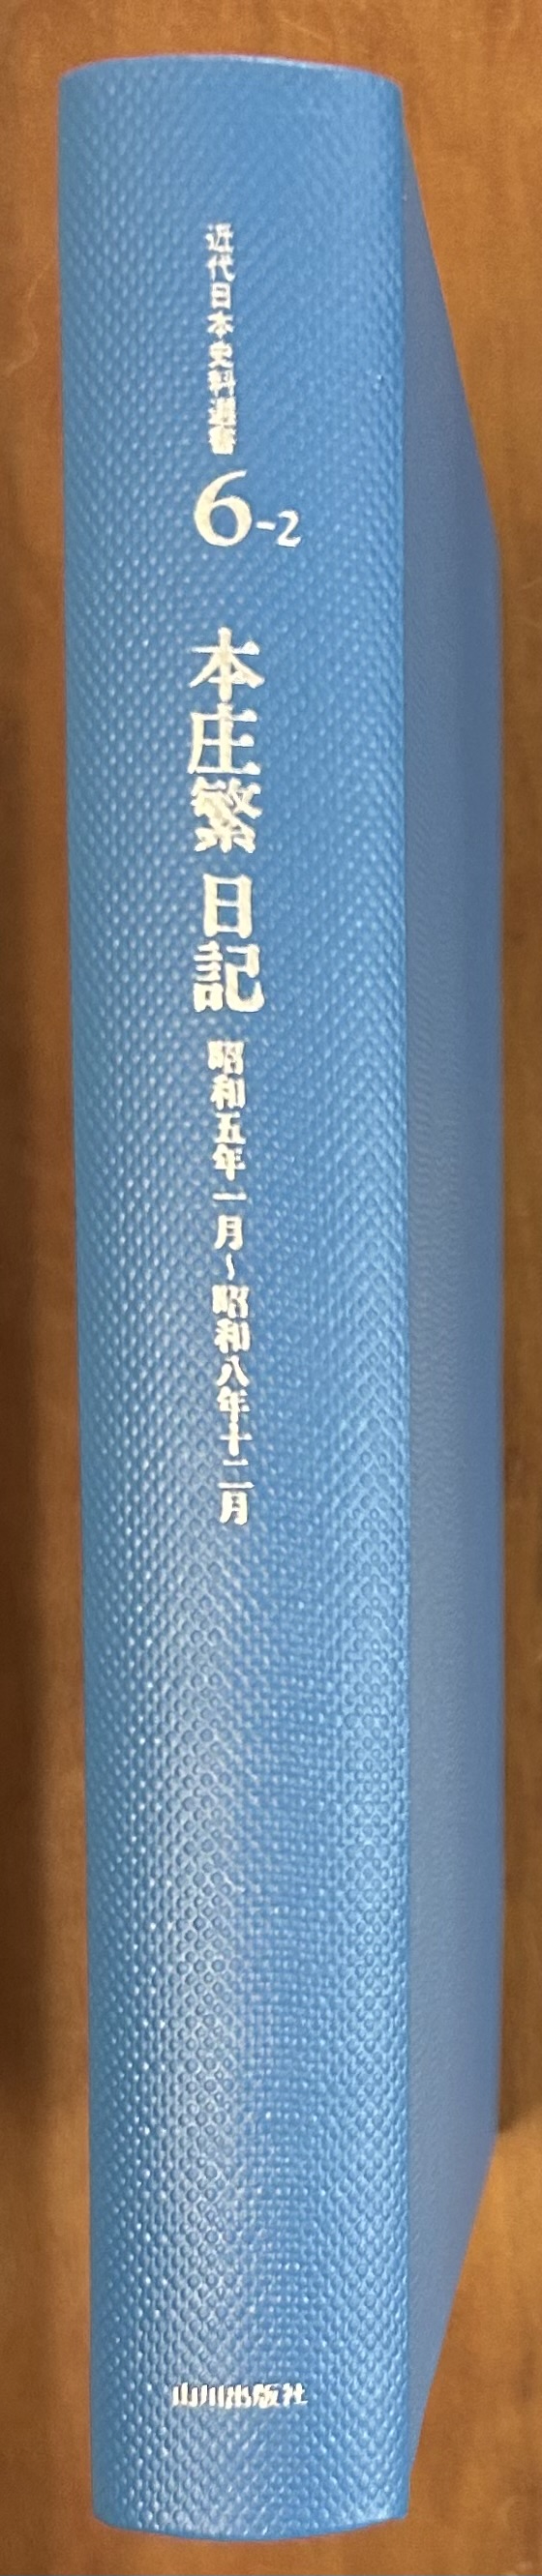 近代日本史料選書
6-2
本庄繁日記
昭和五年一月～昭和八年十二月
山川出版社